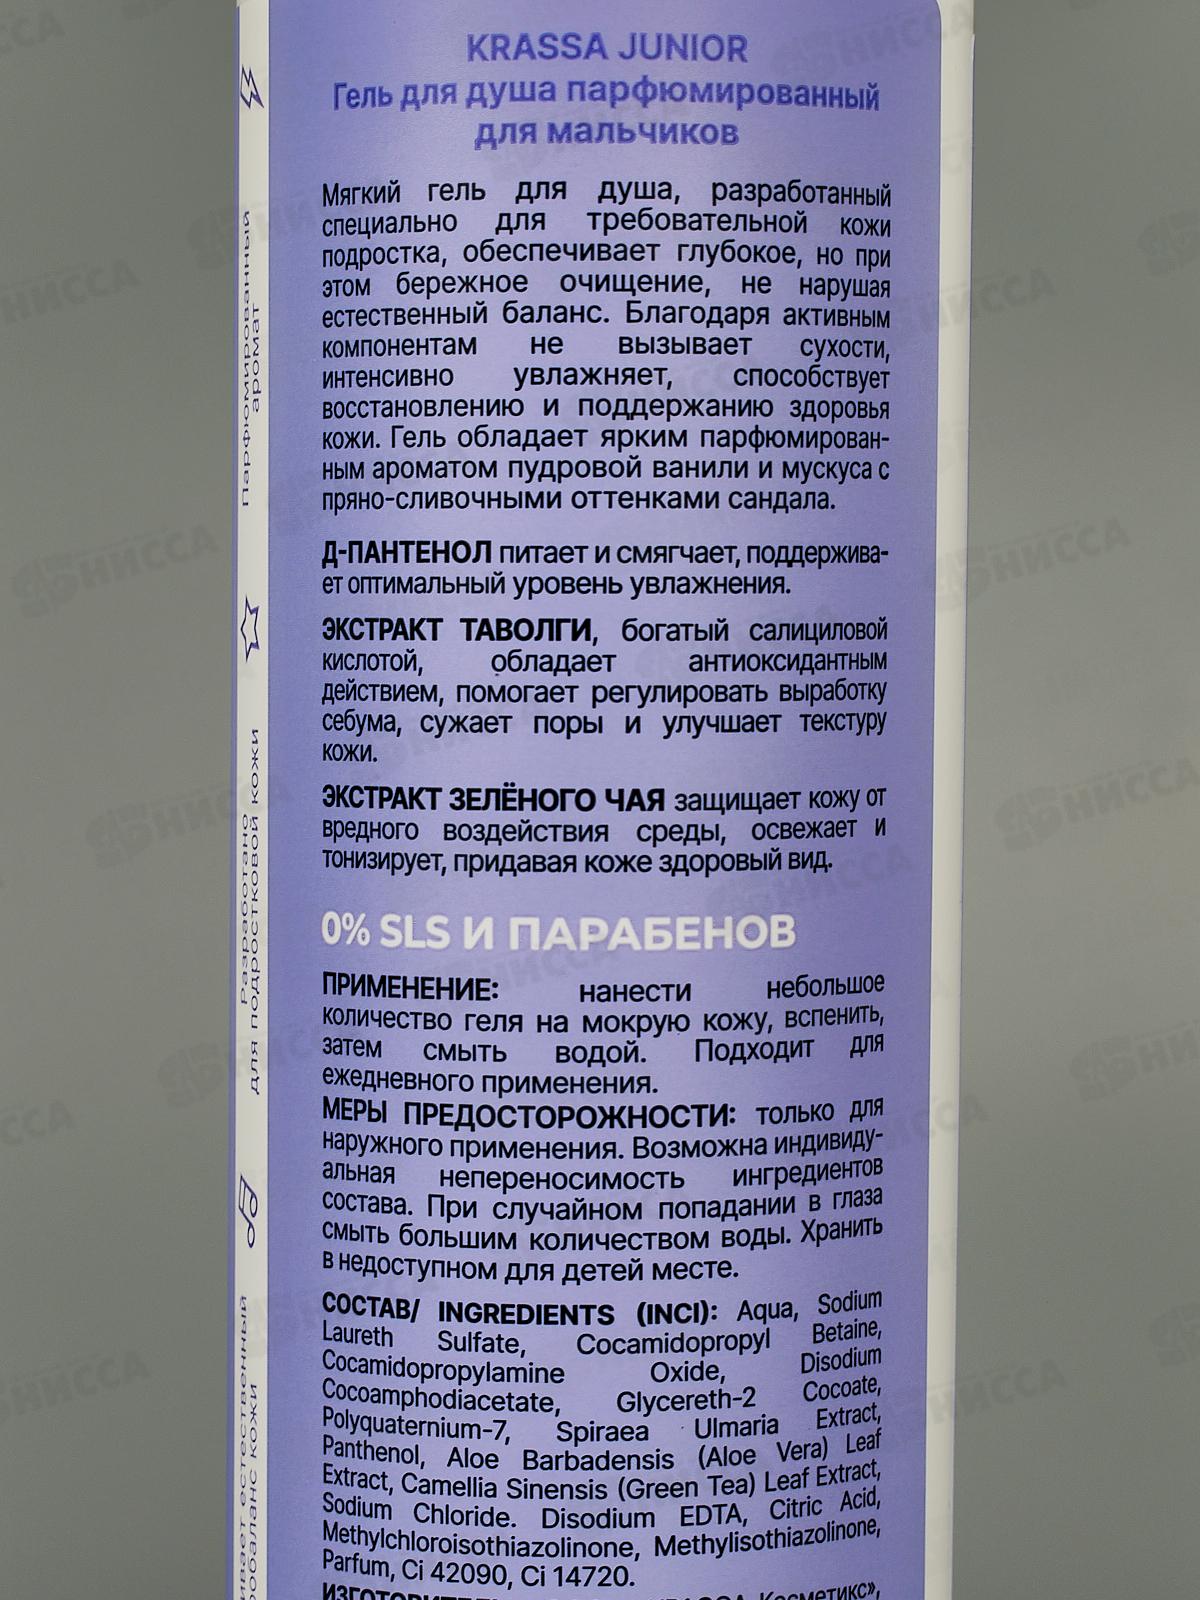 KRASSA JUNIOR
Гель для душа парфюмированный
для мальчиков
Мягкий гель для душа, разработанный
специально для требовательной кожи
подростка, обеспечивает глубокое, но при
этом бережное очищение, не нарушая
естественный баланс. Благодаря активным
компонентам не вызывает сухости,
интенсивно увлажняет, способствует
восстановлению и поддержанию здоровья
кожи. Гель обладает ярким парфюмирован-
ным ароматом пудровой ванили и мускуса с
пряно-сливочными оттенками сандала.
Д-ПАНТЕНОЛ питает и смягчает, поддержива-
ет оптимальный уровень увлажнения.
ЭКСТРАКТ ТАВОЛГИ, богатый салициловой
кислотой, обладает антиоксидантным
действием, помогает регулировать выработку
себума, сужает поры и улучшает текстуру
кожи.
ЭКСТРАКТ ЗЕЛЁНОГО ЧАЯ защищает кожу от
вредного воздействия среды, освежает и
тонизирует, придавая коже здоровый вид.
0% SLS И ПАРАБЕНОВ
ПРИМЕНЕНИЕ: нанести небольшое
количество геля на мокрую кожу, вспенить,
затем смыть водой. Подходит для
ежедневного применения.
МЕРЫ ПРЕДОСТОРОЖНОСТИ: только для
наружного применения. Возможна индивиду-
альная непереносимость ингредиентов
состава. При случайном попадании в глаза
смыть большим количеством воды. Хранить
в недоступном для детей месте.
СОСТАВ/ INGREDIENTS (INCI): Aqua, Sodium
Laureth Sulfate, Cocamidopropyl Betaine,
Cocamidopropylamine Oxide, Disodium
Cocoamphodiacetate, Glycereth-2 Cocoate,
Polyquaternium-7, Spiraea Ulmaria Extract,
Panthenol, Aloe Barbadensis (Aloe Vera) Leaf
Extract, Camellia Sinensis (Green Tea) Leaf Extract,
Sodium Chloride. Disodium EDTA, Citric Acid,
Methylchloroisothiazolinone, Methylisothiazolinone,
Parfum, Ci 42090, Ci 14720.
Косметикс»,
Парфюмированный
аромат
Разработано
для подростковой кожи
естественный
кожи
НИССА